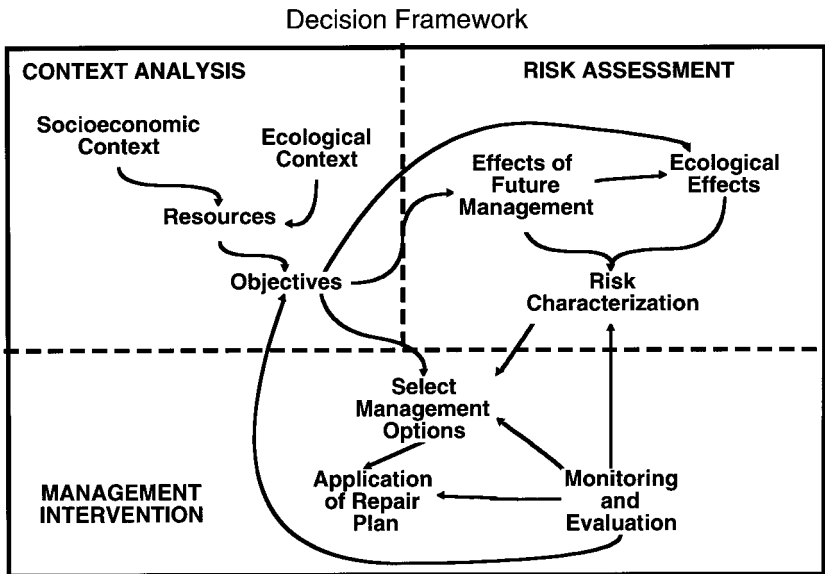 Decision Framework
CONTEXT ANALYSIS
RISK ASSESSMENT
Socioeconomic
Context
Ecological
Context
Resources
Objectives
Effects of
Future
Management
Ecological
Effects
Risk
Characterization
Select
Management
Options
Application
of Repair
Plan
Monitoring
and
Evaluation
MANAGEMENT
INTERVENTION